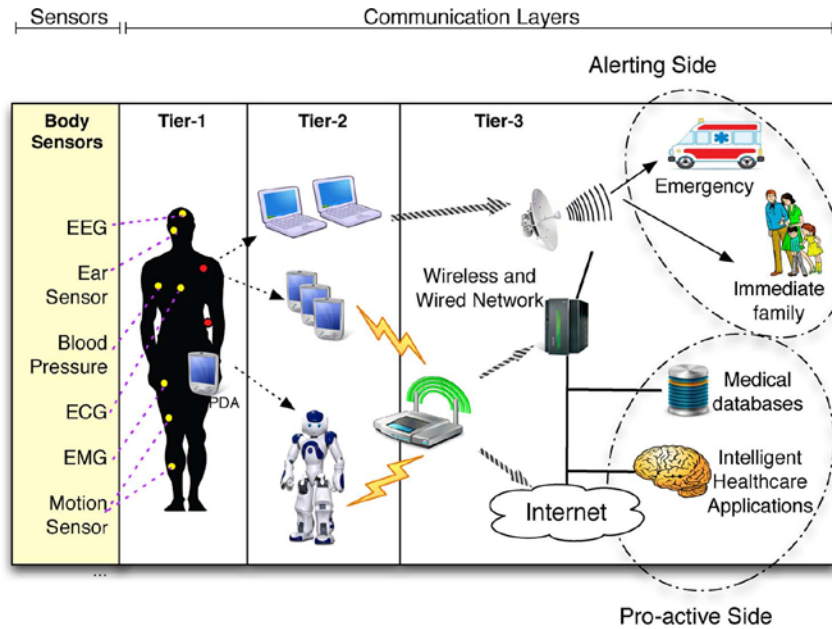 Sensors
Communication Layers
Alerting Side
Body
Sensors
Tier-1
Tier-2
Tier-3
EEG
Ear
Sensor
Blood
Pressure
ECG
EMG
Motion
Sensor
...
PDA
Wireless and
Wired Network
Emergency
Immediate
family
Medical
databases
Intelligent
Healthcare
Applications
Internet
Pro-active Side